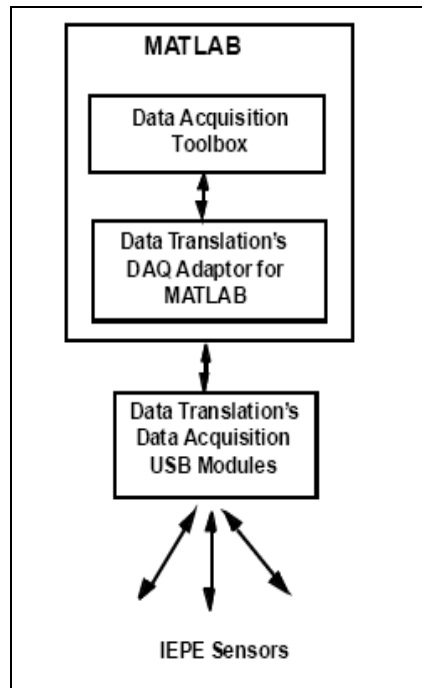 MATLAB
Data Acquisition
Toolbox
Data Translation's
DAQ Adaptor for
MATLAB
Data Translation's
Data Acquisition
USB Modules
IEPE Sensors